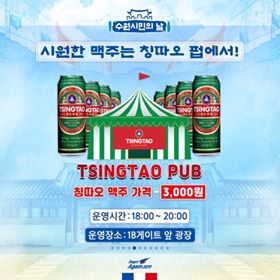 수원시민의 날
시원한 맥주는 칭따오 펍에서!
TSINGTAO
TSINGTAO PUB
칭따오 맥주 가격 - 3,000원
운영시간 : 18:00 ~ 20:00
운영장소 : 1B게이트 앞 광장
Again